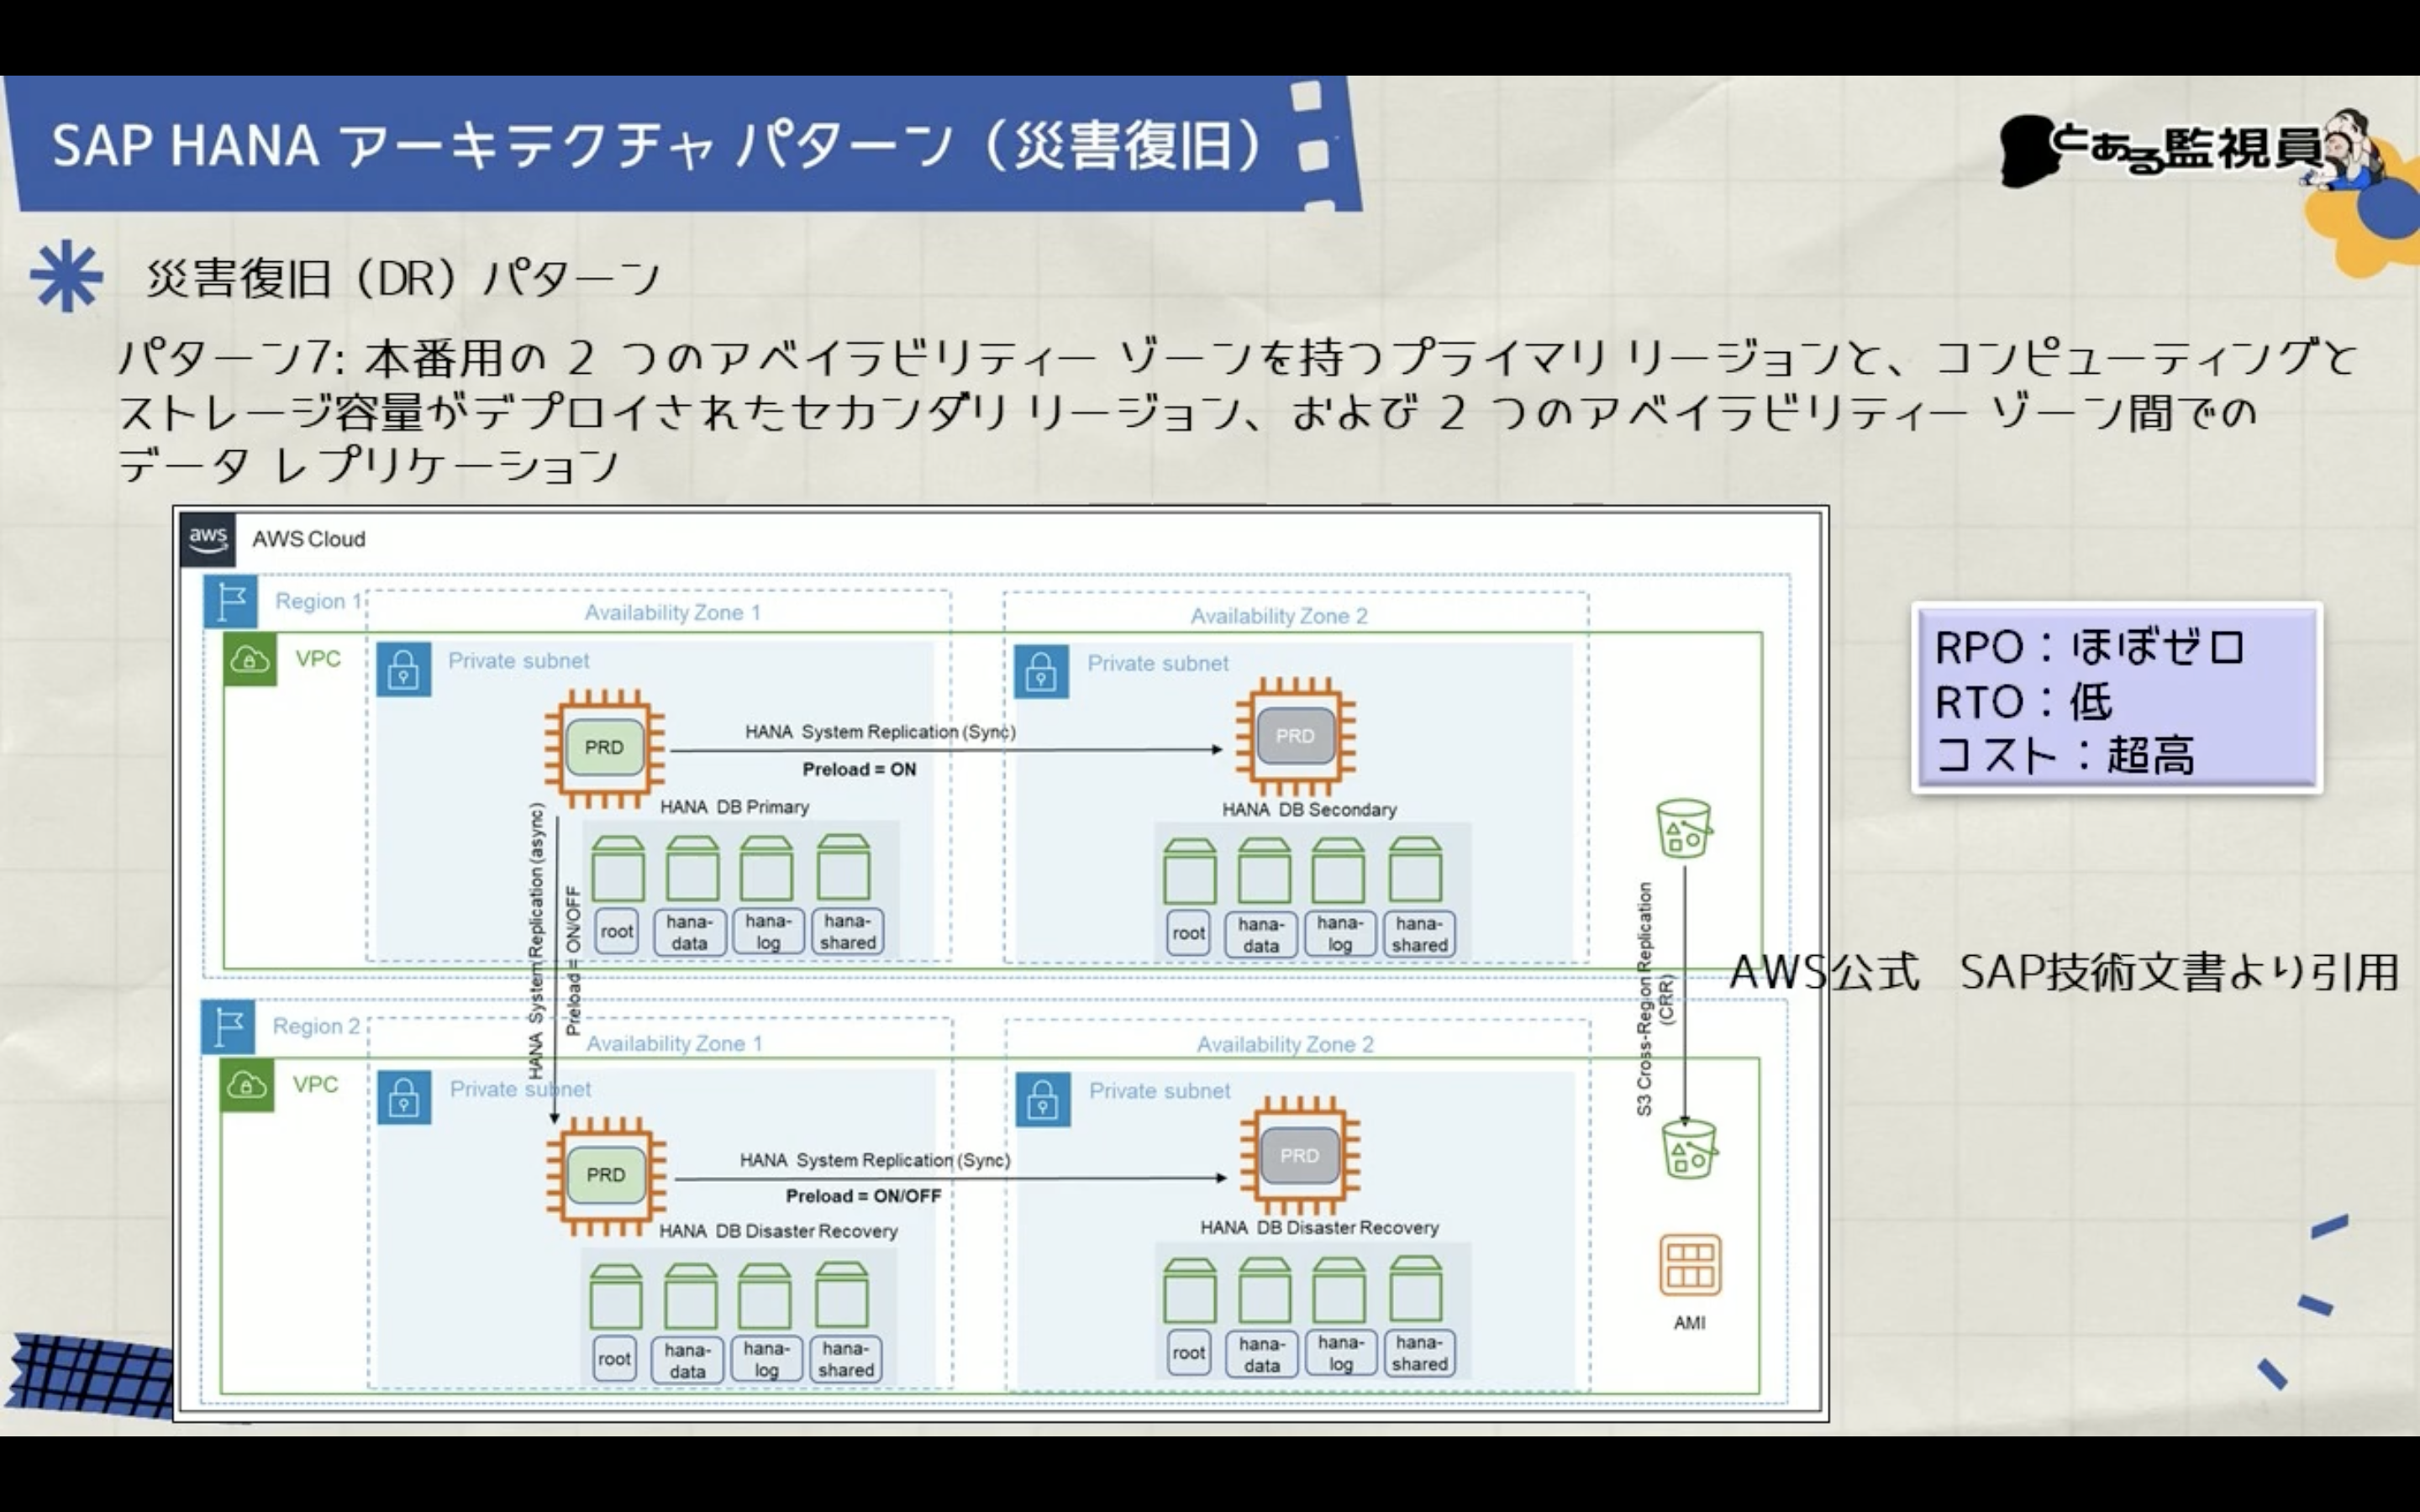 SAP HANA アーキテクチャ パターン（災害復旧）
とある監視員
災害復旧（DR）パターン
パターン7: 本番用の 2 つのアベイラビリティー ゾーンを持つプライマリ リージョンと、コンピューティングと
ストレージ容量がデプロイされたセカンダリ リージョン、および 2 つのアベイラビリティー ゾーン間での
データ レプリケーション
aws
AWS Cloud
Region 1
Availability Zone 1
Availability Zone 2
VPC
Private subnet
Private subnet
PRD
HANA System Replication (Sync)
Preload = ON
PRD
HANA DB Primary
HANA DB Secondary
root
hana-
data
hana-
log
hana-
shared
root
hana-
data
hana-
log
hana-
shared
HANA System Replication (async)
Preload = ON/OFF
S3 Cross-Region Replication
(CRR)
RPO：ほぼゼロ
RTO：低
コスト：超高
AWS公式　SAP技術文書より引用
Region 2
Availability Zone 1
Availability Zone 2
VPC
Private subnet
Private subnet
PRD
HANA System Replication (Sync)
Preload = ON/OFF
PRD
HANA DB Disaster Recovery
HANA DB Disaster Recovery
root
hana-
data
hana-
log
hana-
shared
root
hana-
data
hana-
log
hana-
shared
AMI